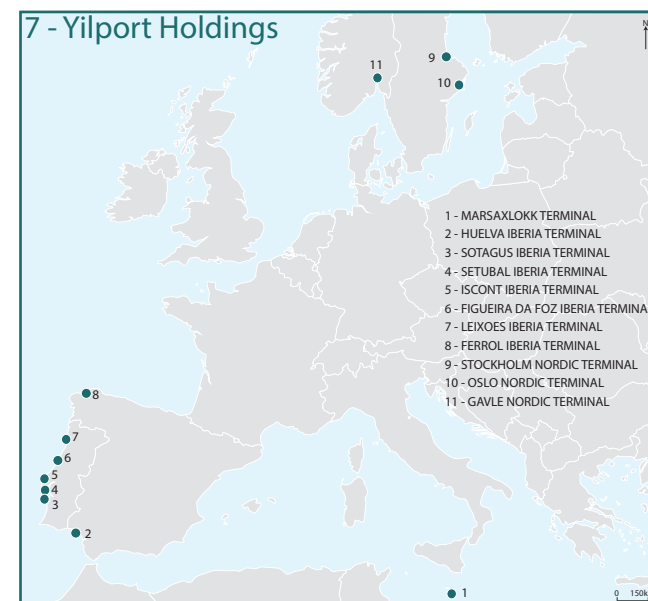 7 - Yilport Holdings
N
11
9
10
1 - MARSAXLOKK TERMINAL
2 - HUELVA IBERIA TERMINAL
3 - SOTAGUS IBERIA TERMINAL
4 - SETUBAL IBERIA TERMINAL
5 - ISCONT IBERIA TERMINAL
6 - FIGUEIRA DA FOZ IBERIA TERMINA
7 - LEIXOES IBERIA TERMINAL
8 - FERROL IBERIA TERMINAL
9 - STOCKHOLM NORDIC TERMINAL
10 - OSLO NORDIC TERMINAL
11 - GAVLE NORDIC TERMINAL
8
7
6
5
4
3
2
1
0 150k